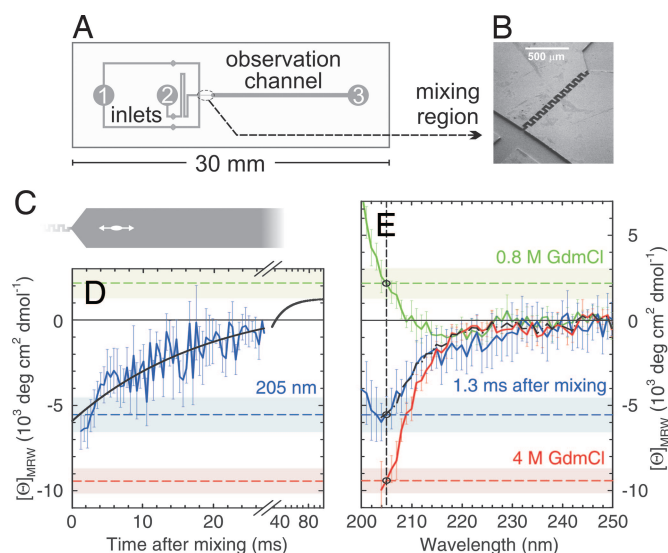 A
B
1
2
3
inlets
observation
channel
30 mm
mixing
region
500 µm
C
D
E
[Θ]MRW (10³ deg cm² dmol⁻¹)
0
-5
-10
205 nm
0
10
20
40
80
Time after mixing (ms)
0.8 M GdmCl
1.3 ms after mixing
4 M GdmCl
200
210
220
230
240
250
Wavelength (nm)
5
0
-5
-10
[Θ]MRW (10³ deg cm² dmol⁻¹)